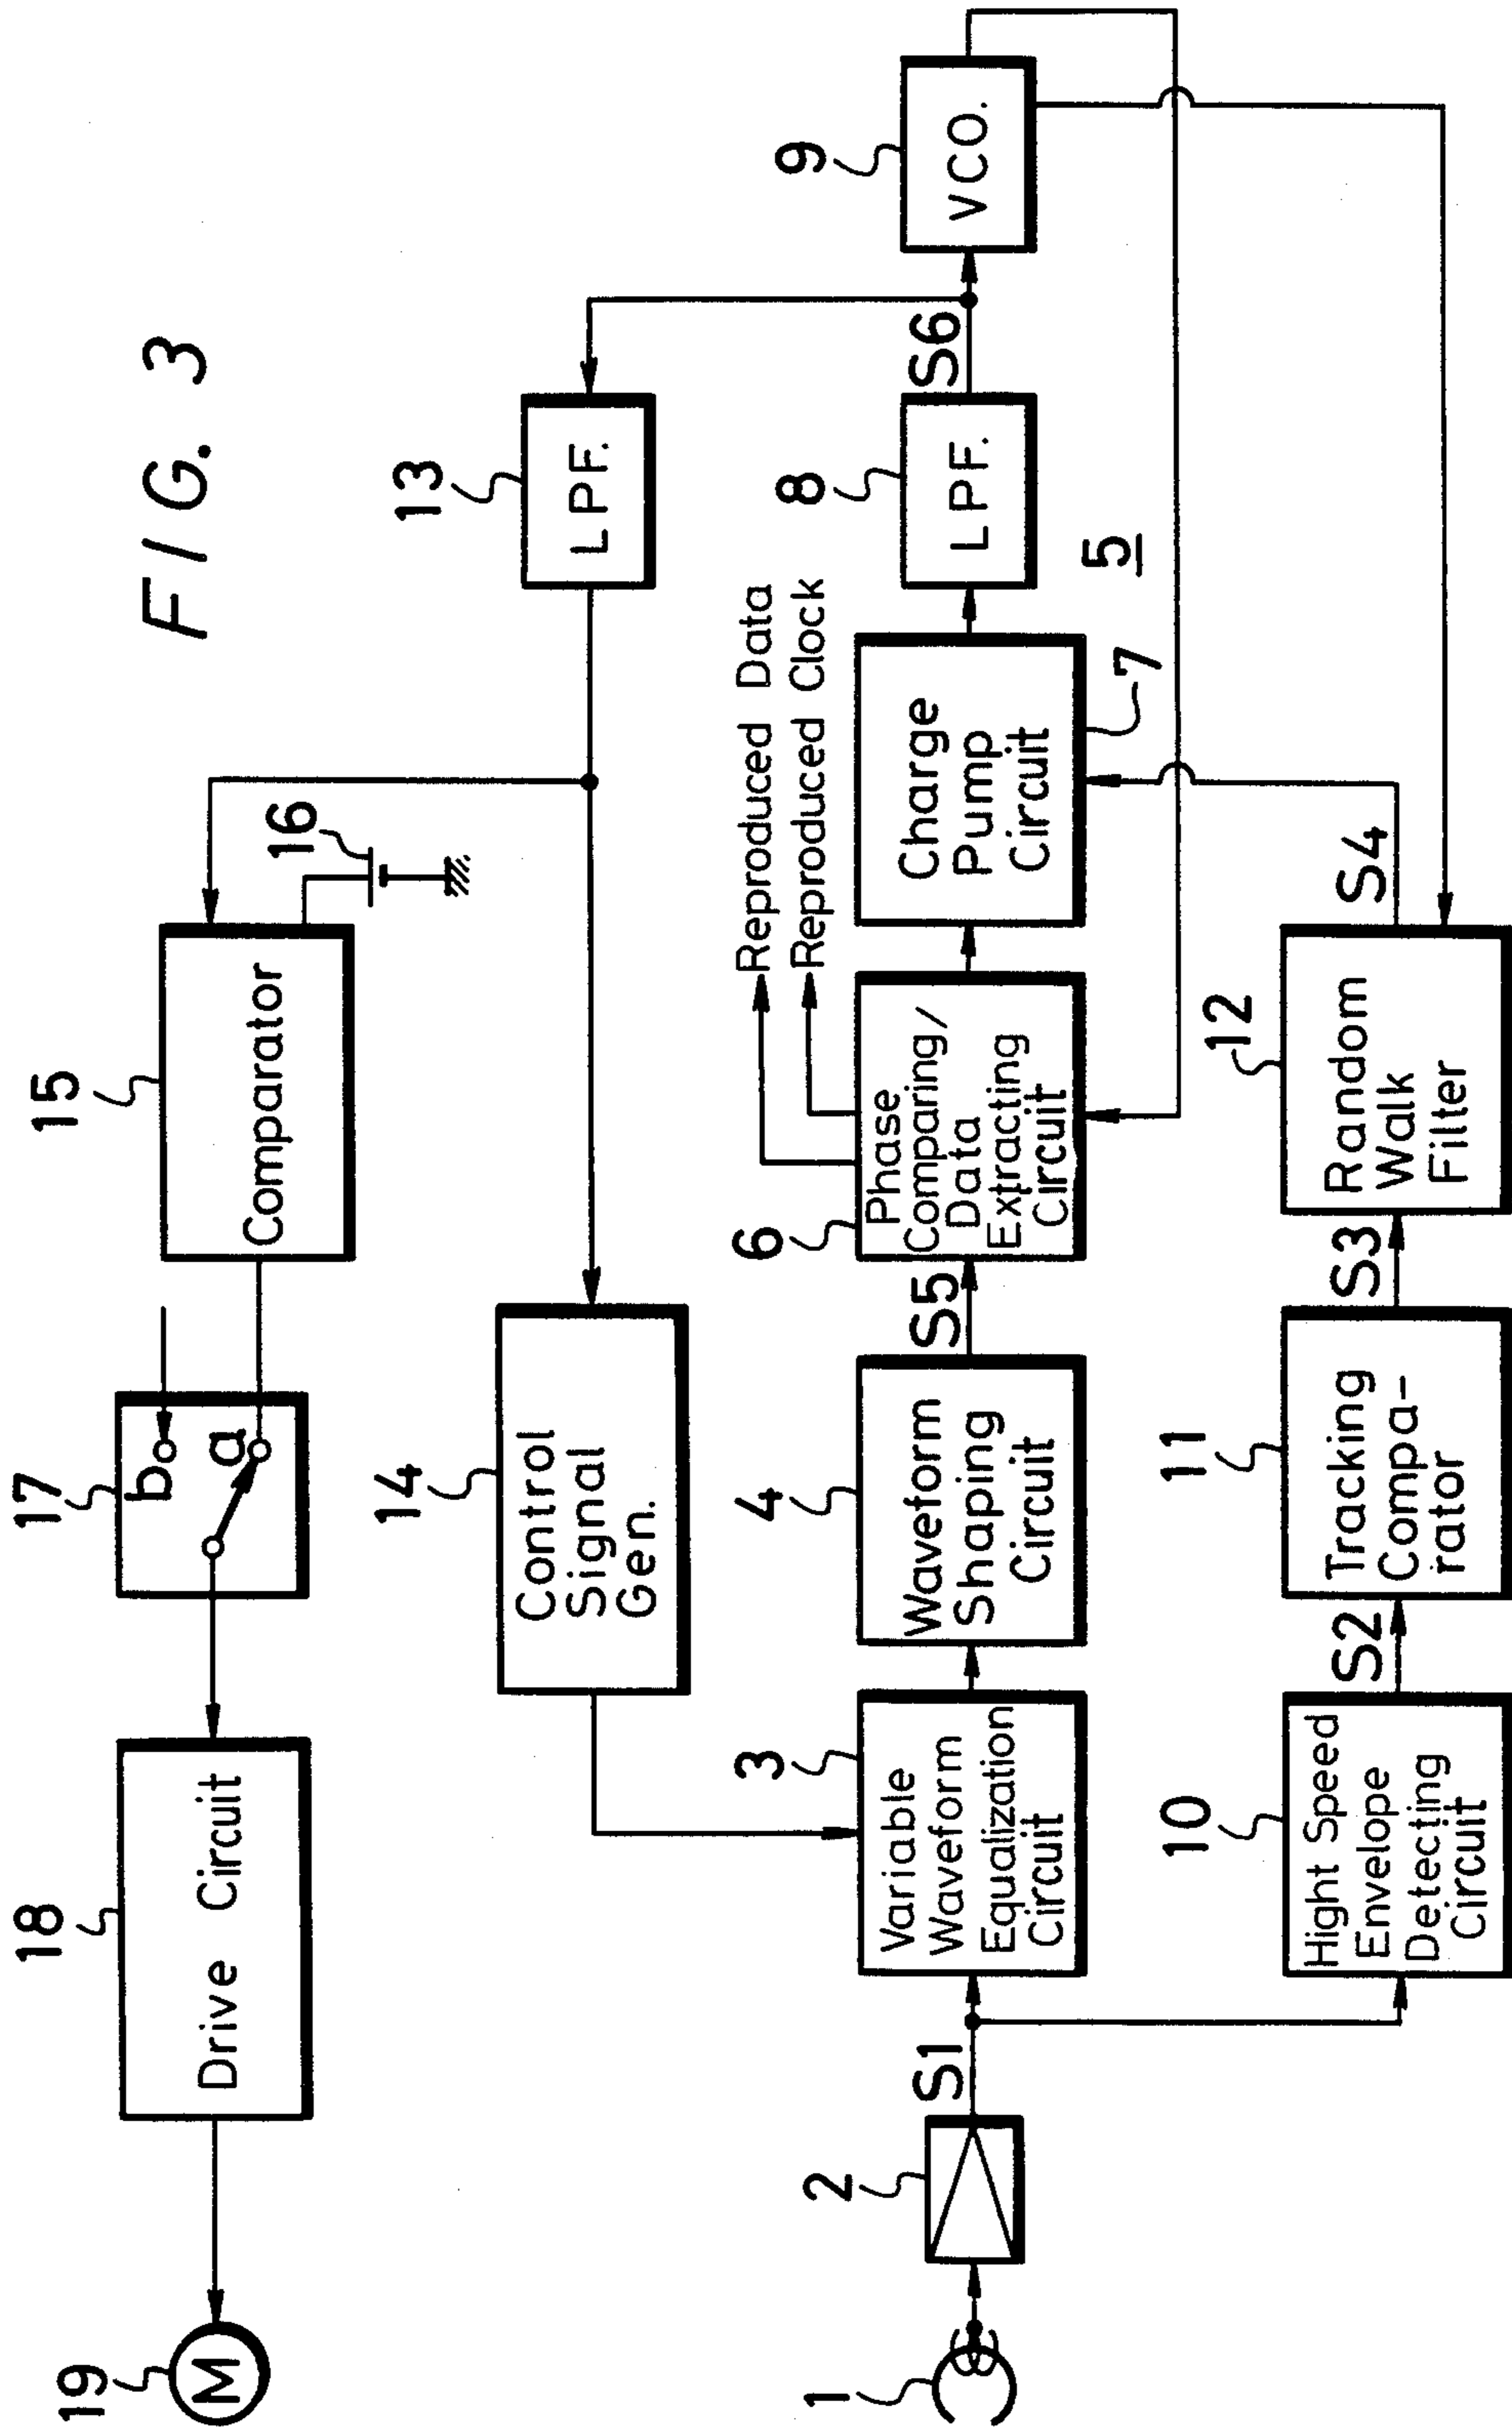 FIG. 3
19
M
18
Drive Circuit
17
b
a
15
Comparator
16
14
Control
Signal
Gen.
13
LPF.
1
2
S1
3
Variable
Waveform
Equalization
Circuit
4
Waveform
Shaping
Circuit
S5
6
Phase
Comparing/
Data
Extracting
Circuit
Reproduced Data
Reproduced Clock
Charge
Pump
Circuit
7
5
8
LPF.
S6
9
VCO.
10
Hight Speed
Envelope
Detecting
Circuit
S2
11
Tracking
Compa-
rator
S3
12
Random
Walk
Filter
S4